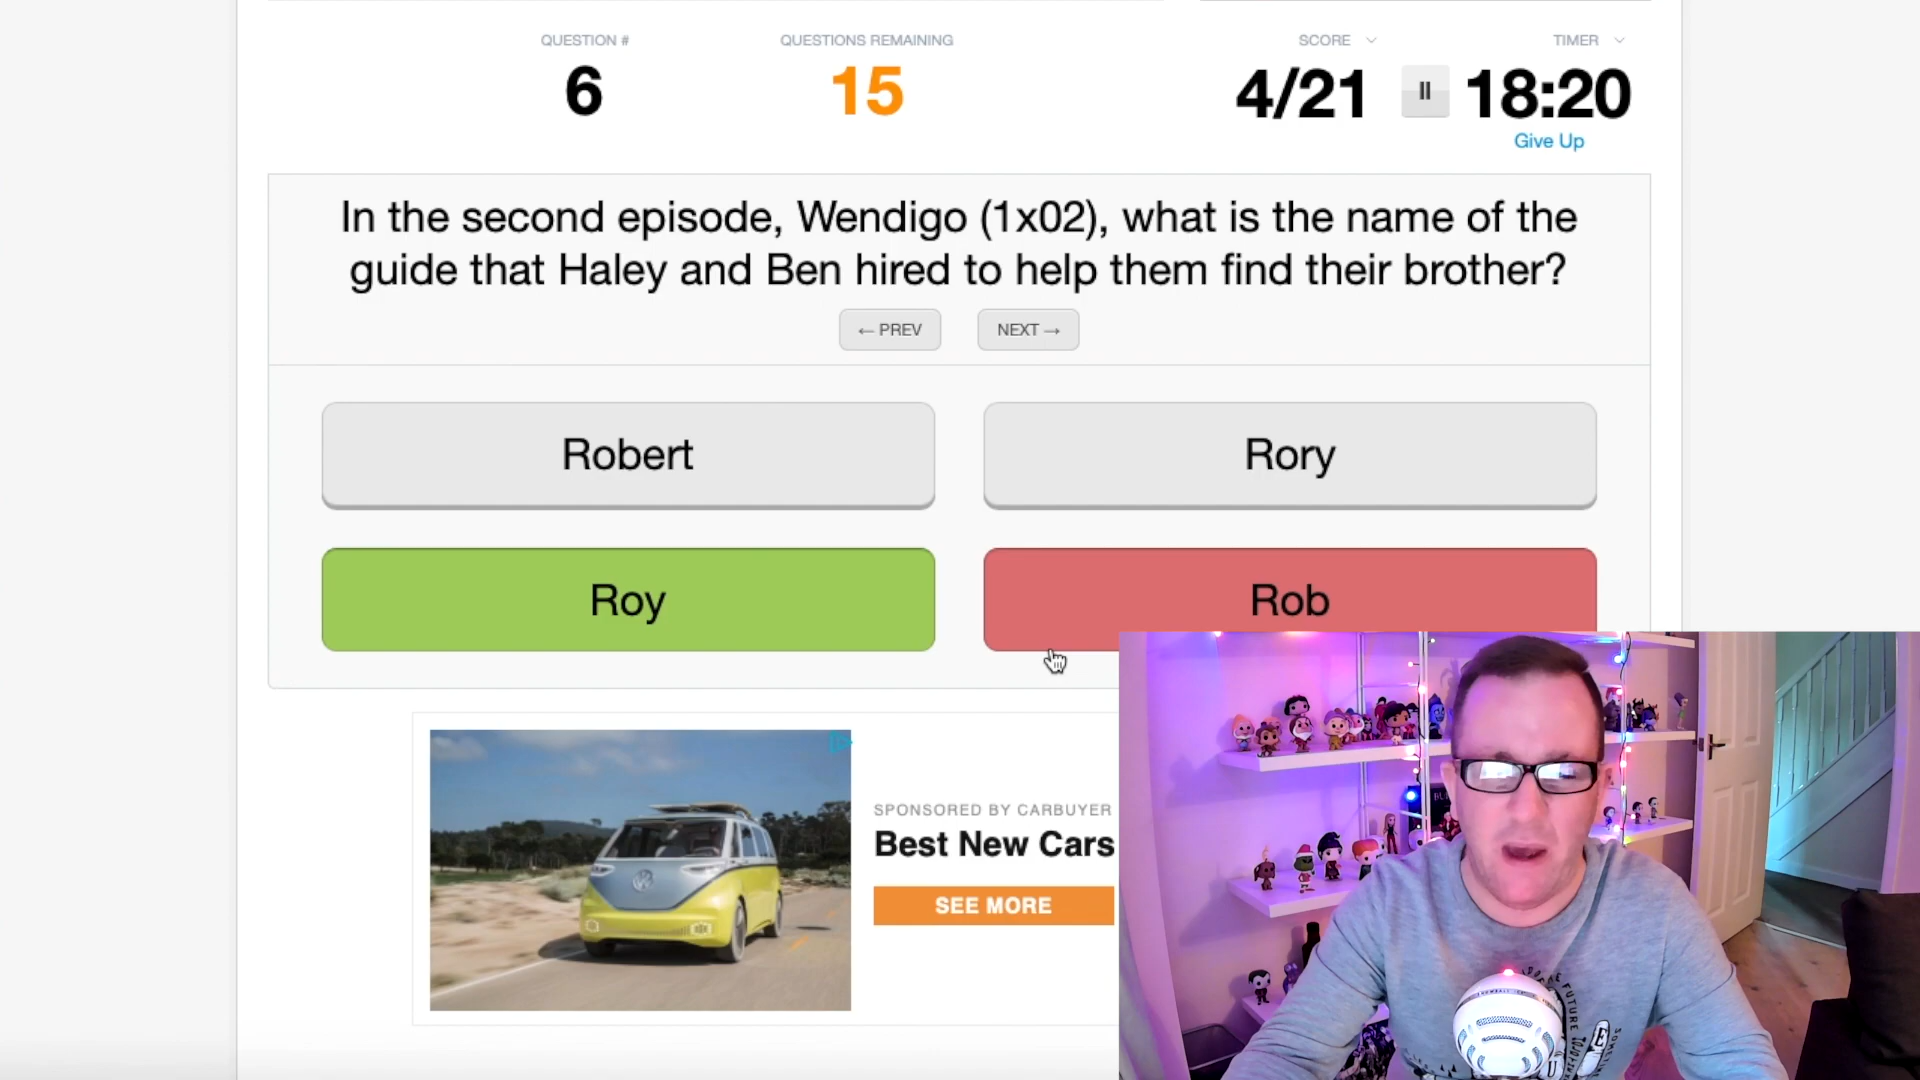 QUESTION #
6
QUESTIONS REMAINING
15
SCORE
4/21
TIMER
18:20
Give Up
In the second episode, Wendigo (1x02), what is the name of the
guide that Haley and Ben hired to help them find their brother?
← PREV
NEXT →
Robert
Rory
Roy
Rob
SPONSORED BY CARBUYER
Best New Cars
SEE MORE